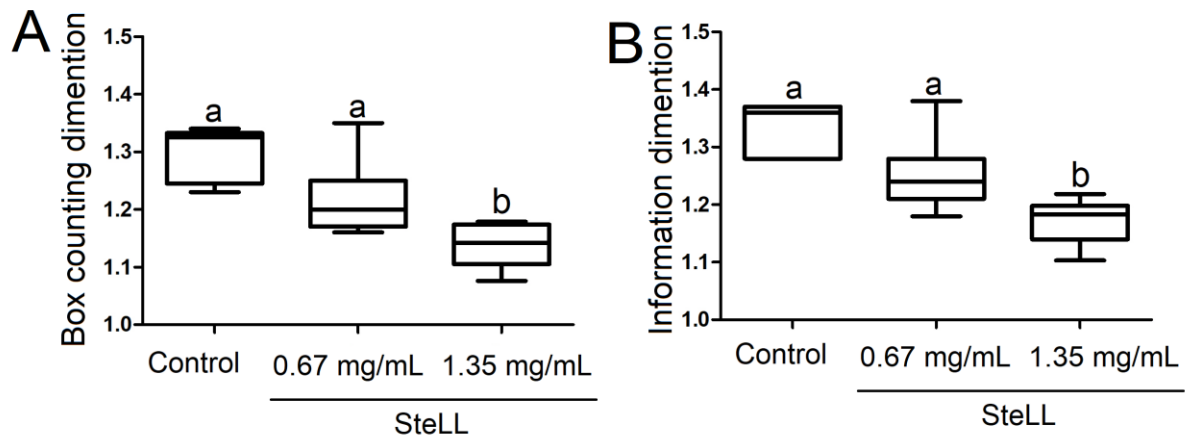 A
Box counting dimention
1.5
1.4
1.3
1.2
1.1
1.0
a
a
b
Control
0.67 mg/mL
1.35 mg/mL
SteLL
B
Information dimention
1.5
1.4
1.3
1.2
1.1
1.0
a
a
b
Control
0.67 mg/mL
1.35 mg/mL
SteLL